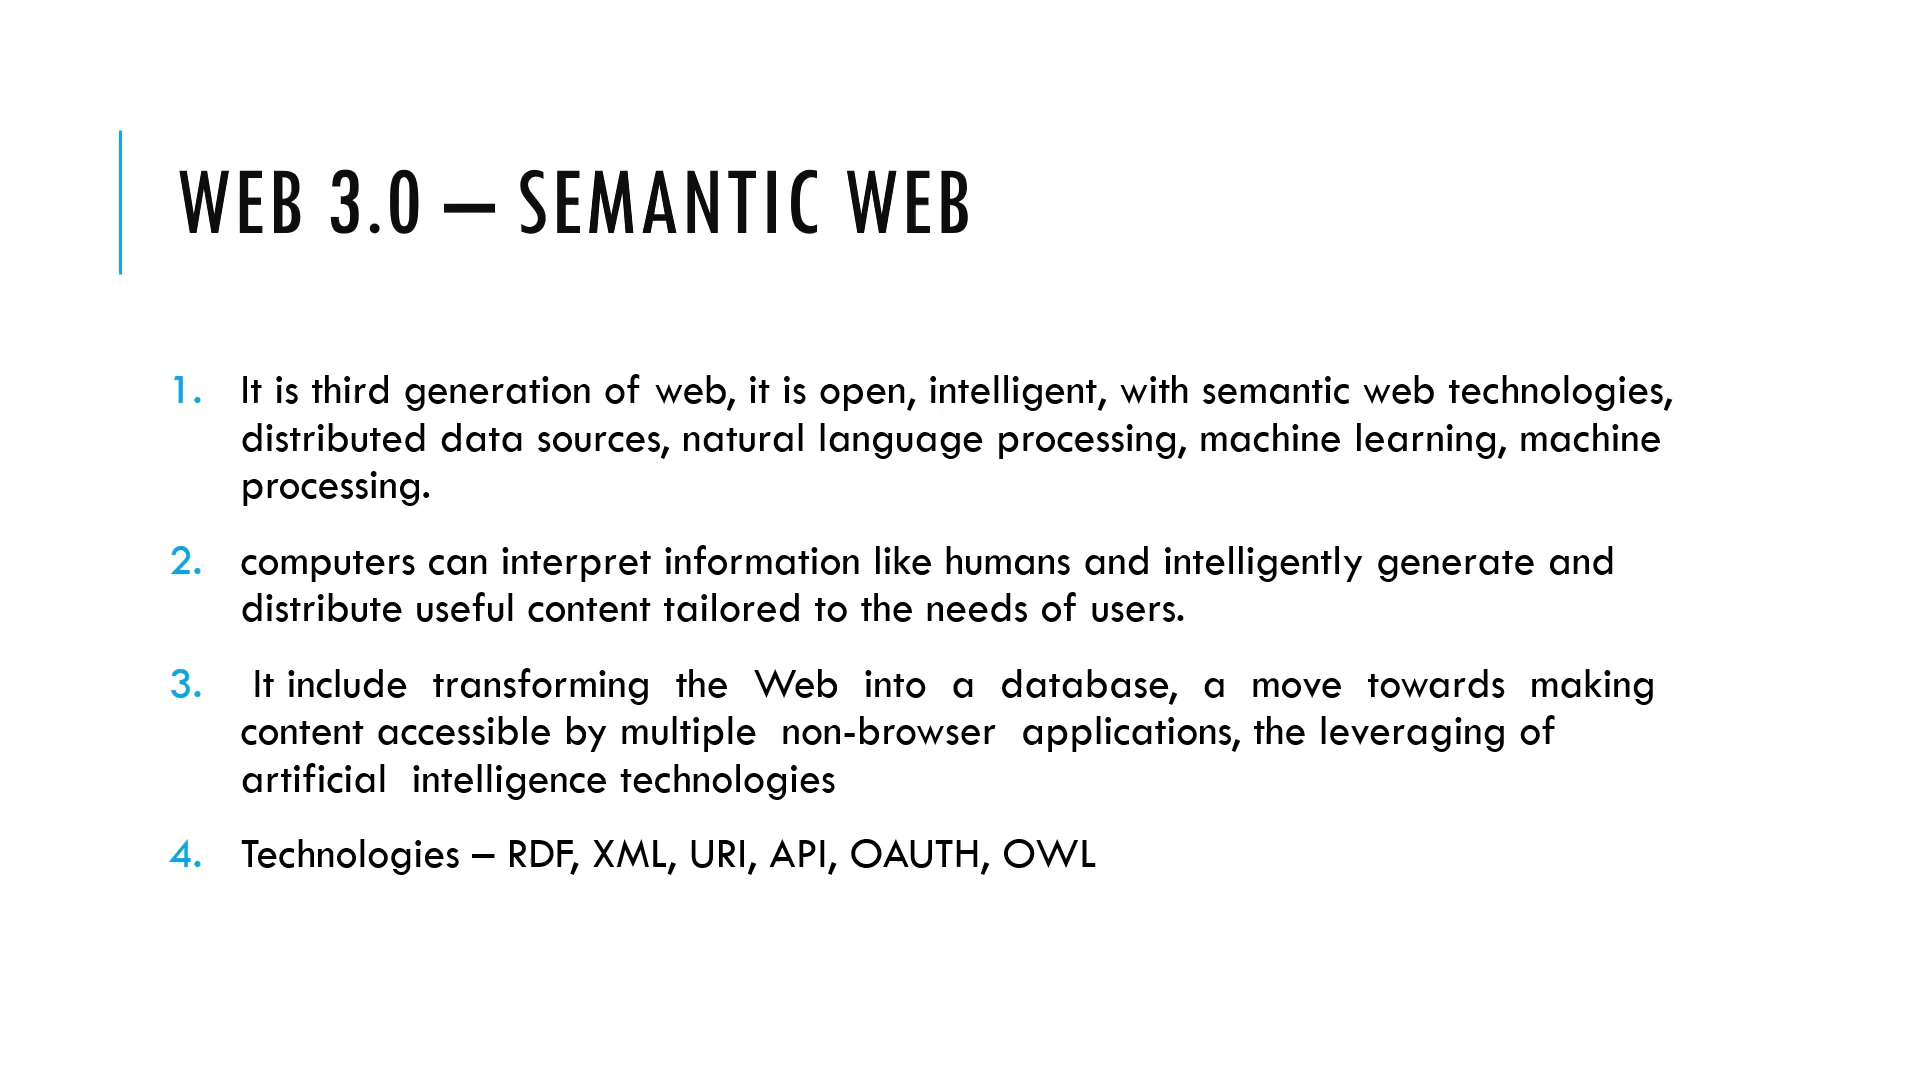 WEB 3.0 – SEMANTIC WEB
1. It is third generation of web, it is open, intelligent, with semantic web technologies,
distributed data sources, natural language processing, machine learning, machine
processing.
2. computers can interpret information like humans and intelligently generate and
distribute useful content tailored to the needs of users.
3. It include transforming the Web into a database, a move towards making
content accessible by multiple non-browser applications, the leveraging of
artificial intelligence technologies
4. Technologies – RDF, XML, URI, API, OAUTH, OWL